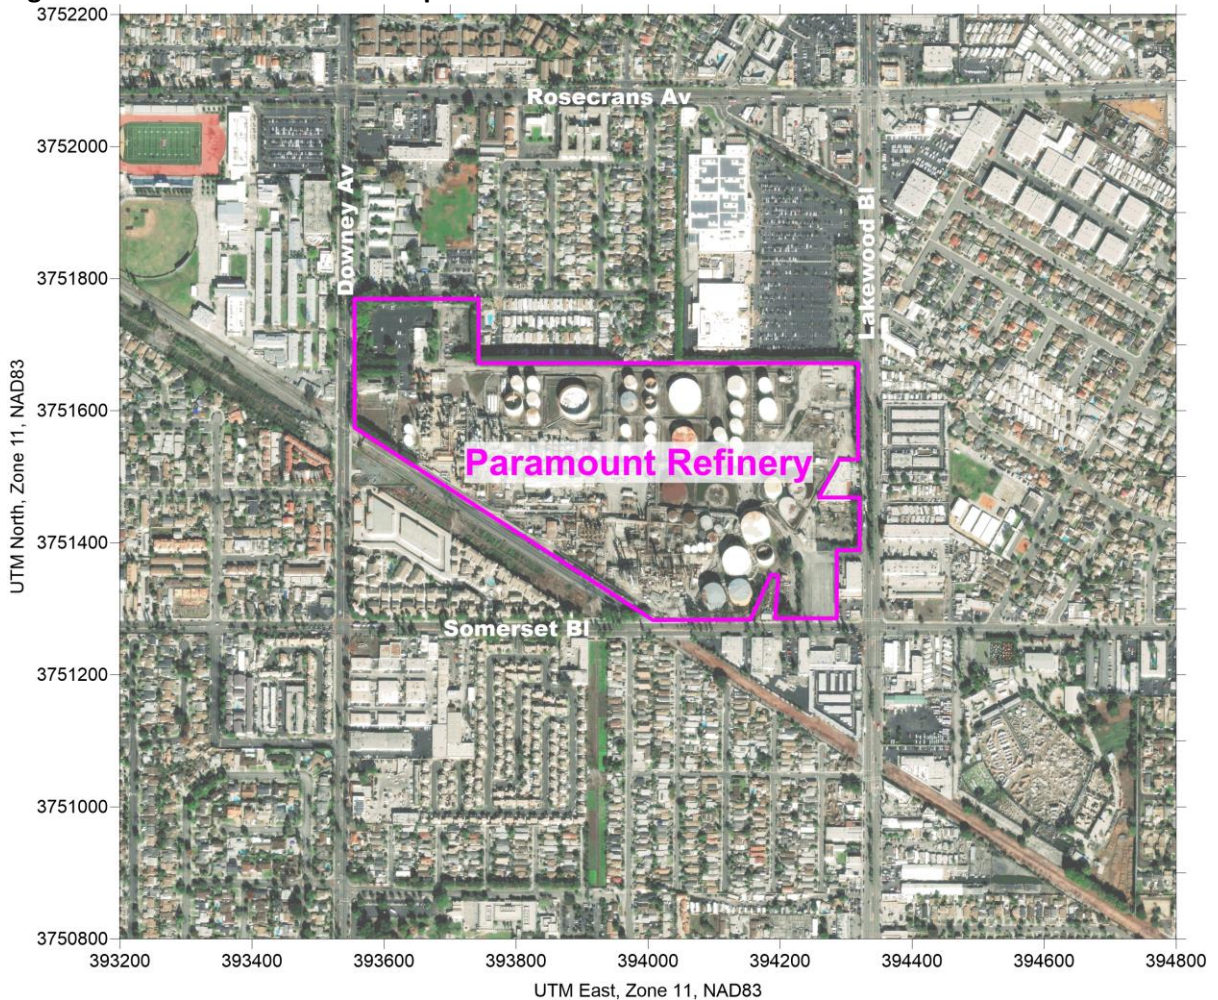 3752200
Rosecrans Av
3752000
Downey Av
Lakewood Bl
3751800
3751600
Paramount Refinery
UTM North, Zone 11, NAD83
3751400
Somerset Bl
3751200
3751000
3750800
393200 393400 393600 393800 394000 394200 394400 394600 394800
UTM East, Zone 11, NAD83